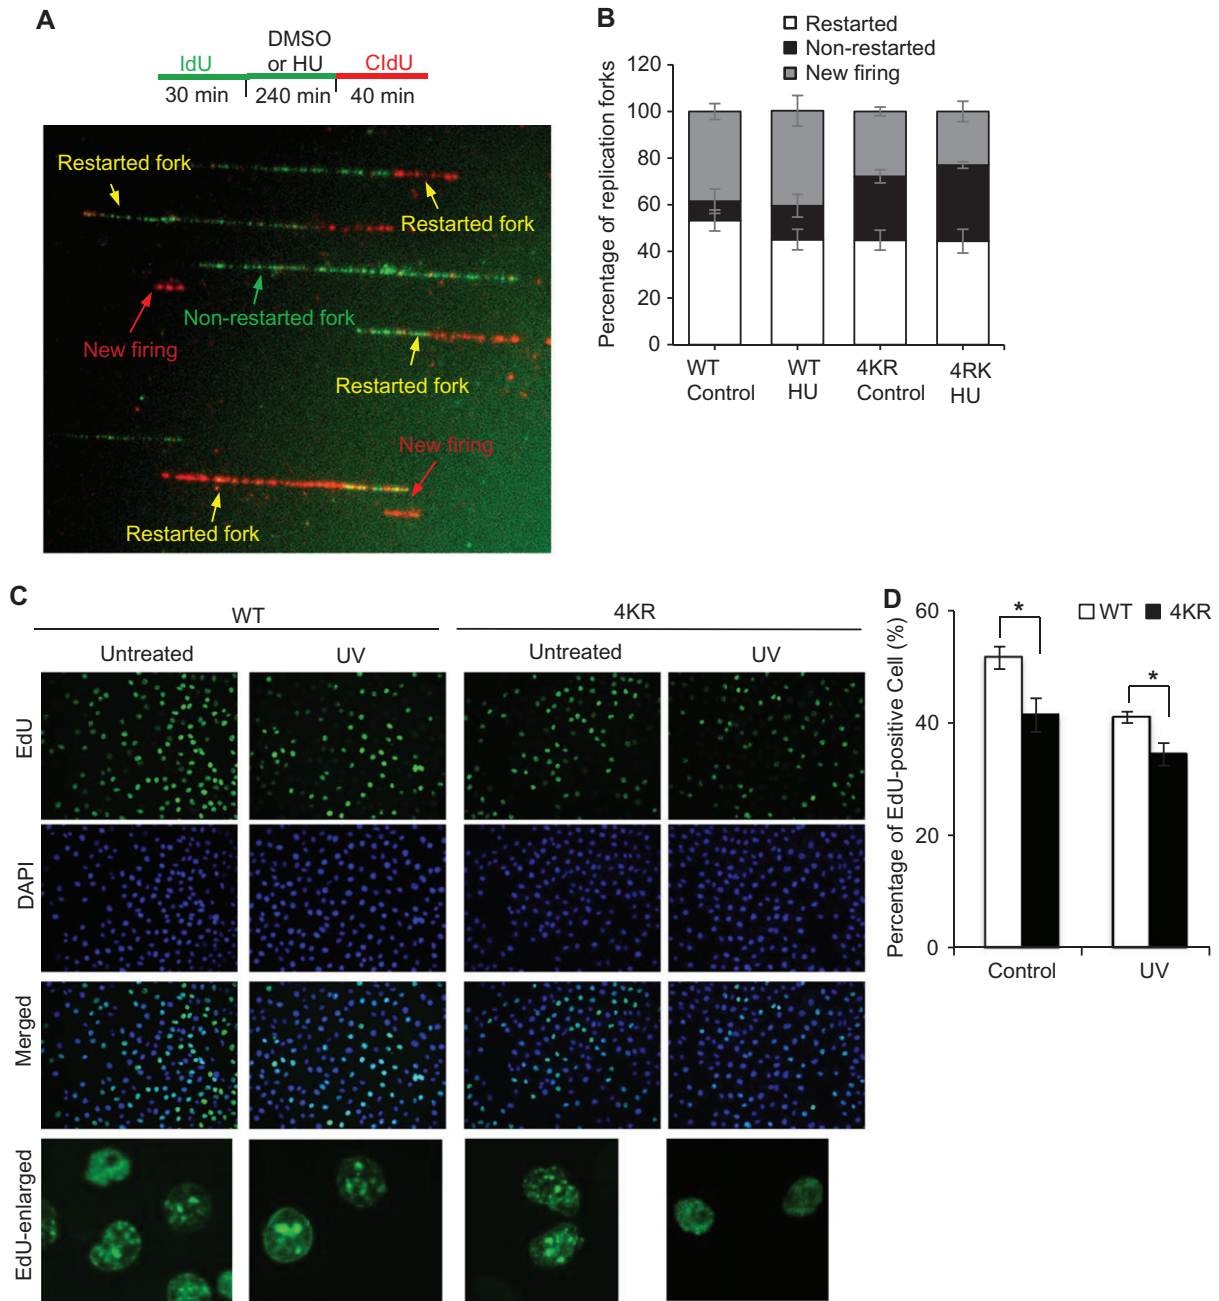 A
DMSO
IdU or HU CldU
30 min 240 min 40 min
Restarted fork
Restarted fork
Non-restarted fork
New firing
Restarted fork
New firing
Restarted fork
B
Restarted
Non-restarted
New firing
Percentage of replication forks
120
100
80
60
40
20
0
WT
Control
WT
HU
4KR
Control
4RK
HU
C
WT
4KR
Untreated
UV
Untreated
UV
EdU
DAPI
Merged
EdU-enlarged
D
WT 4KR
Percentage of EdU-positive Cell (%)
60
40
20
0
*
*
Control
UV